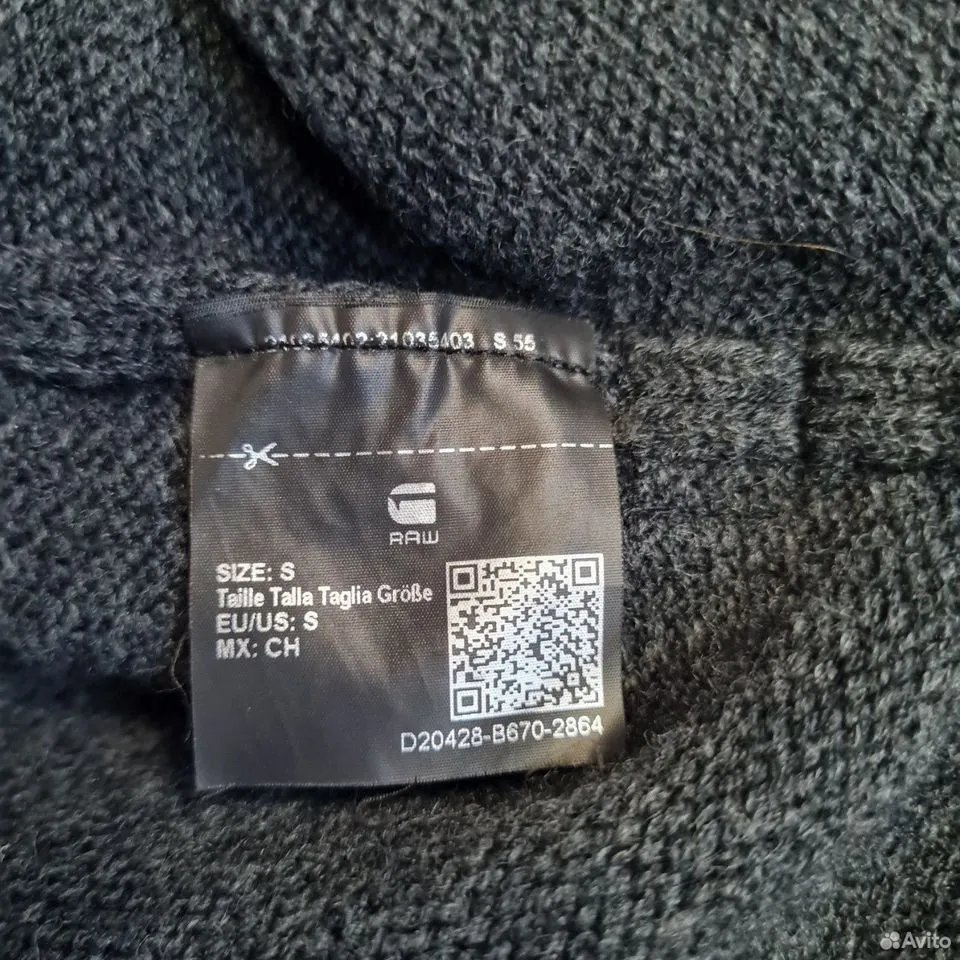 S 55
RAW
SIZE: S
Taille Talla Taglia Größe
EU/US: S
MX: CH
D20428-B670-2864
Avito